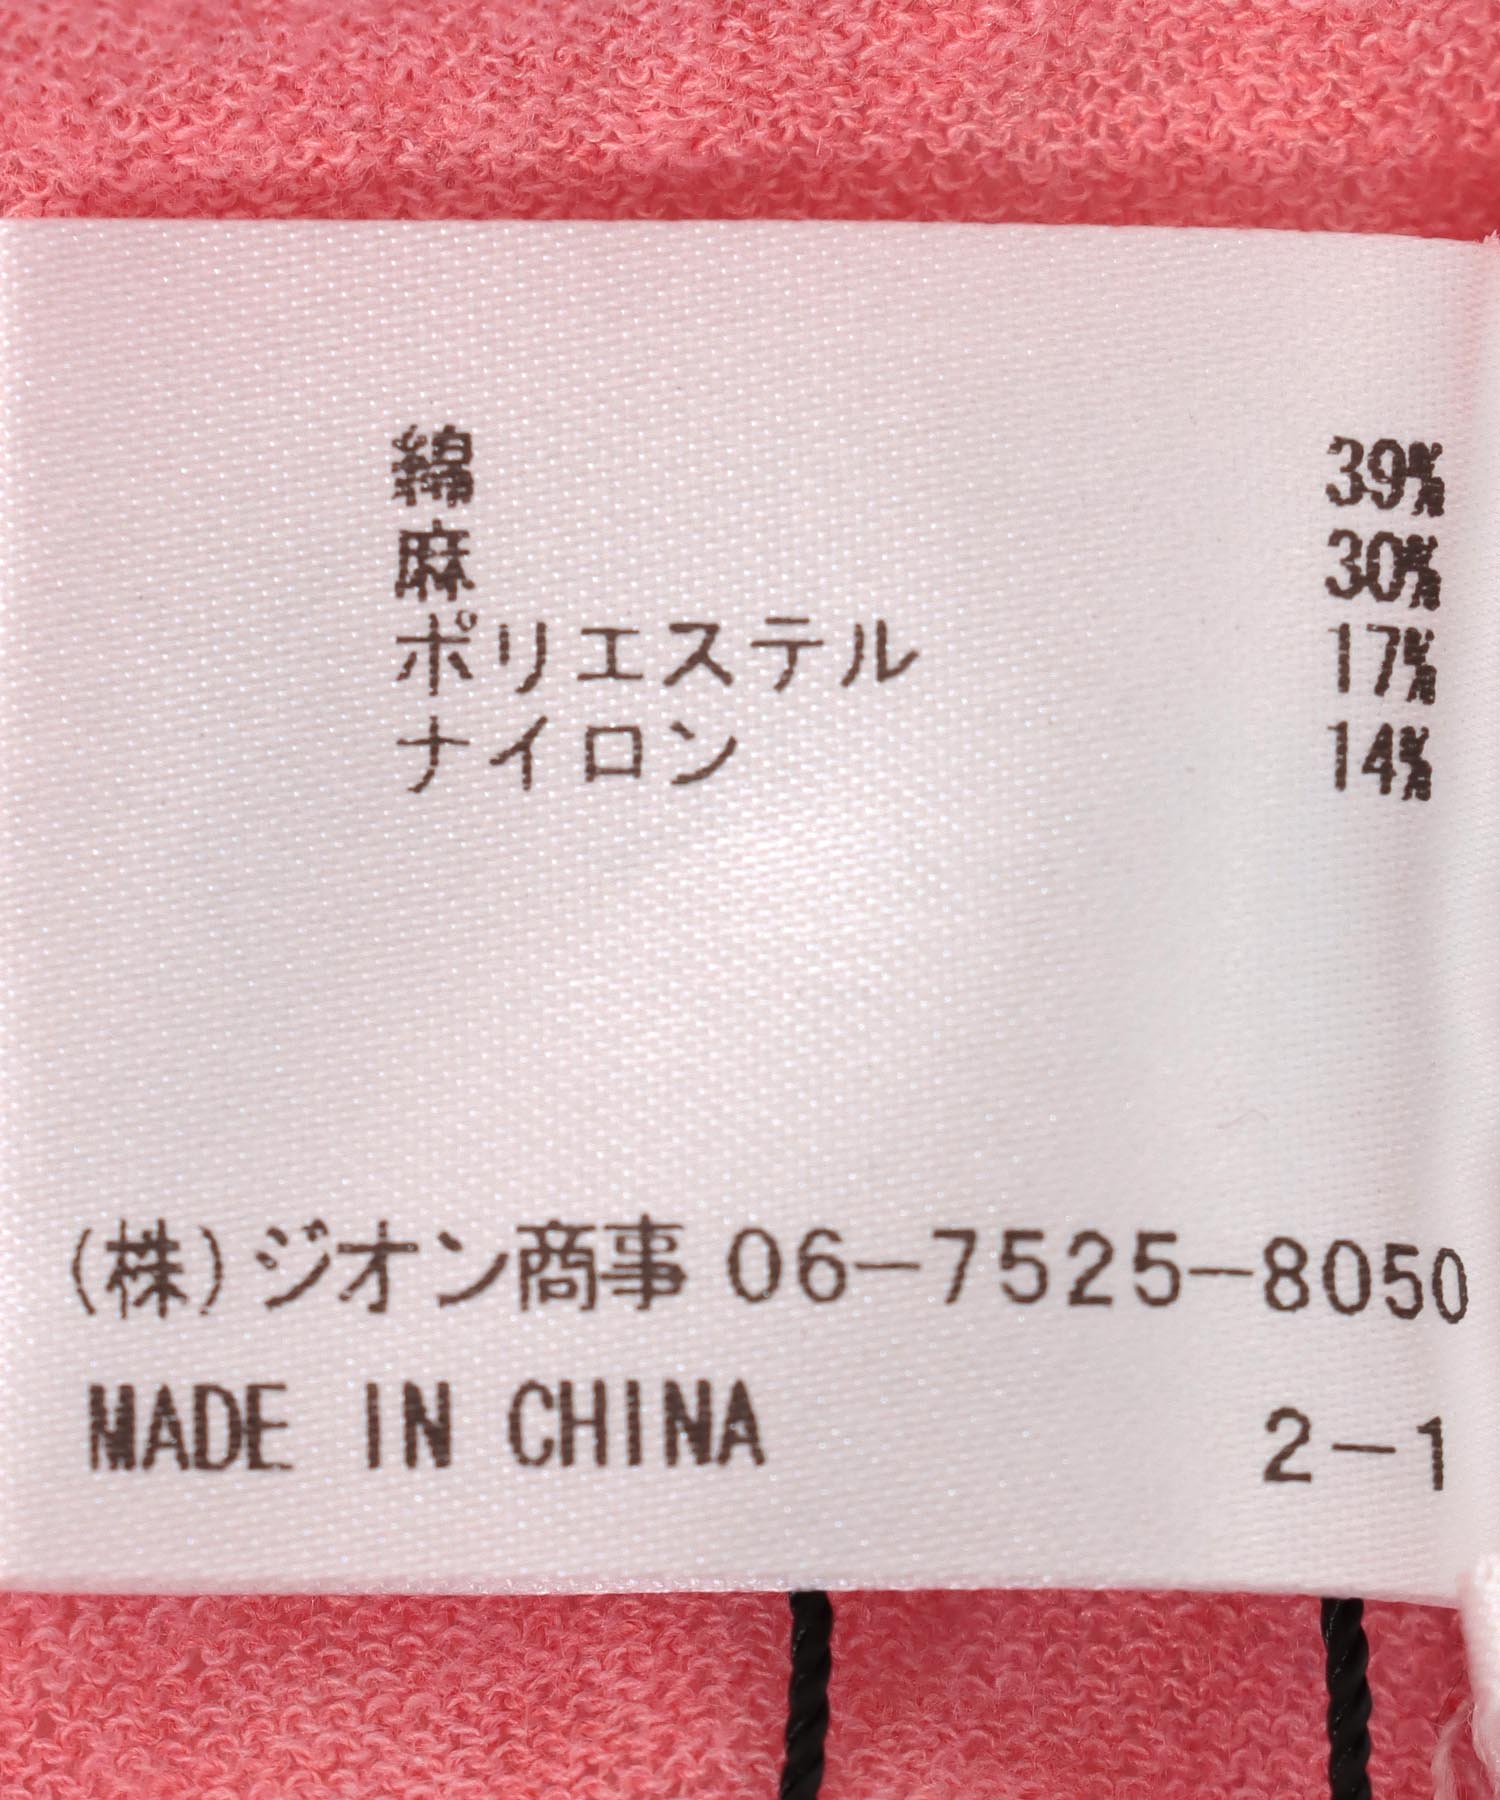 綿 39%
麻 30%
ポリエステル 17%
ナイロン 14%
(株)ジオン商事 06-7525-8050
MADE IN CHINA 2-1